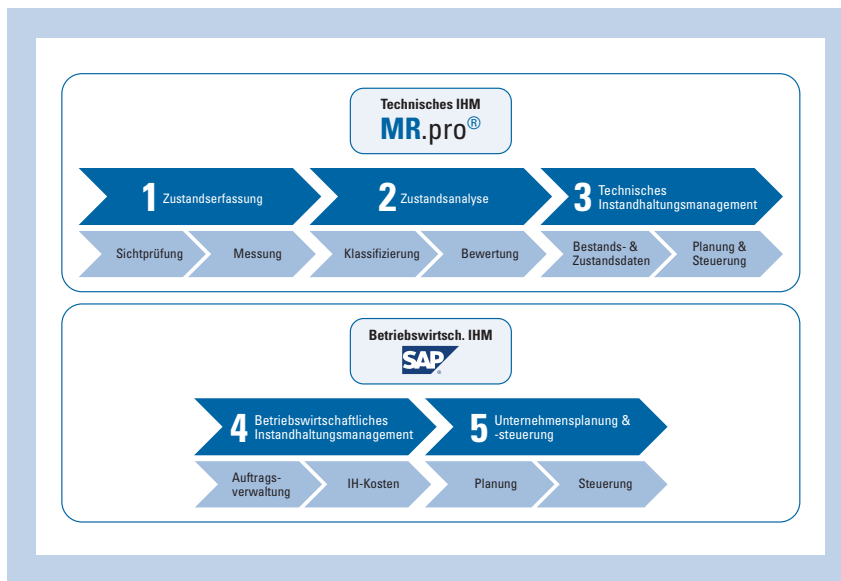 Technisches IHM
MR.pro®
1 Zustandserfassung
2 Zustandsanalyse
3 Technisches
Instandhaltungsmanagement
Sichtprüfung
Messung
Klassifizierung
Bewertung
Bestands- &
Zustandsdaten
Planung &
Steuerung
Betriebswirtsch. IHM
SAP®
4 Betriebswirtschaftliches
Instandhaltungsmanagement
5 Unternehmensplanung &
-steuerung
Auftrags-
verwaltung
IH-Kosten
Planung
Steuerung